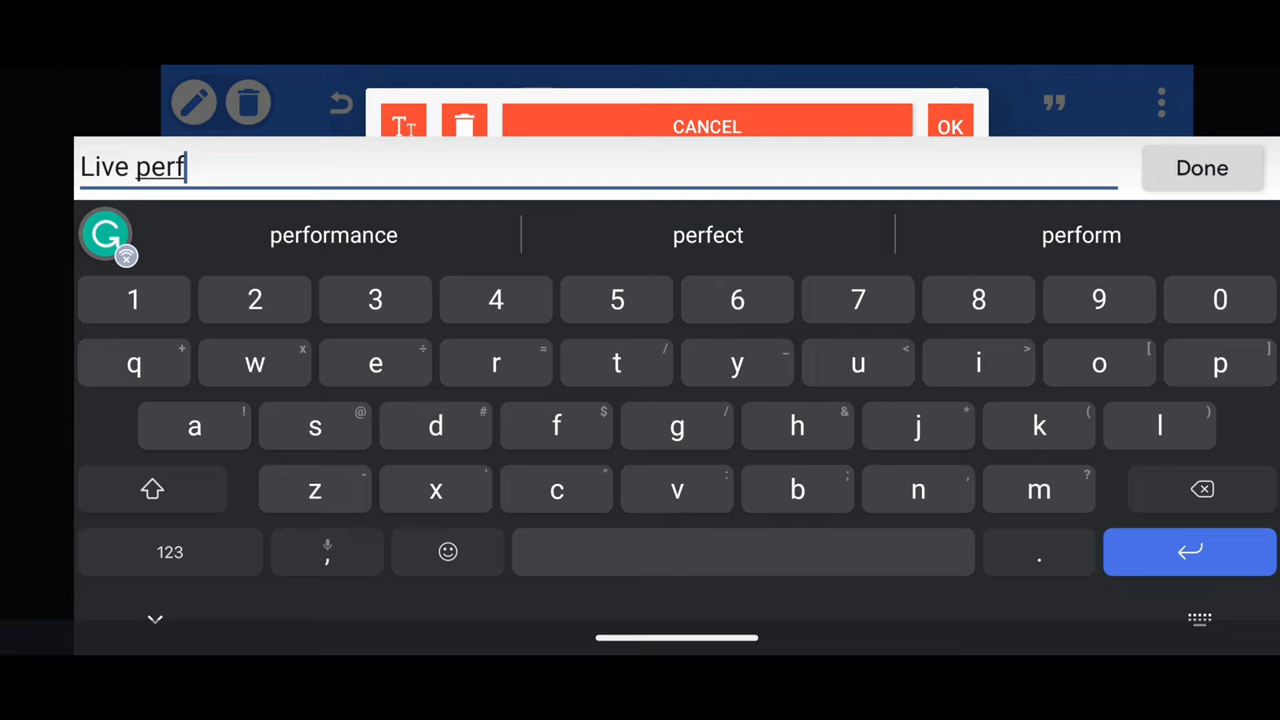 Tт CANCEL OK
Live perf Done
performance perfect perform
1 2 3 4 5 6 7 8 9 0
q + w x e ÷ r = t / y _ u < i > o [ p ]
a ! s @ d # f $ g / h & j * k ( l )
z - x ' c " v : b ; n , m ?
123 , .